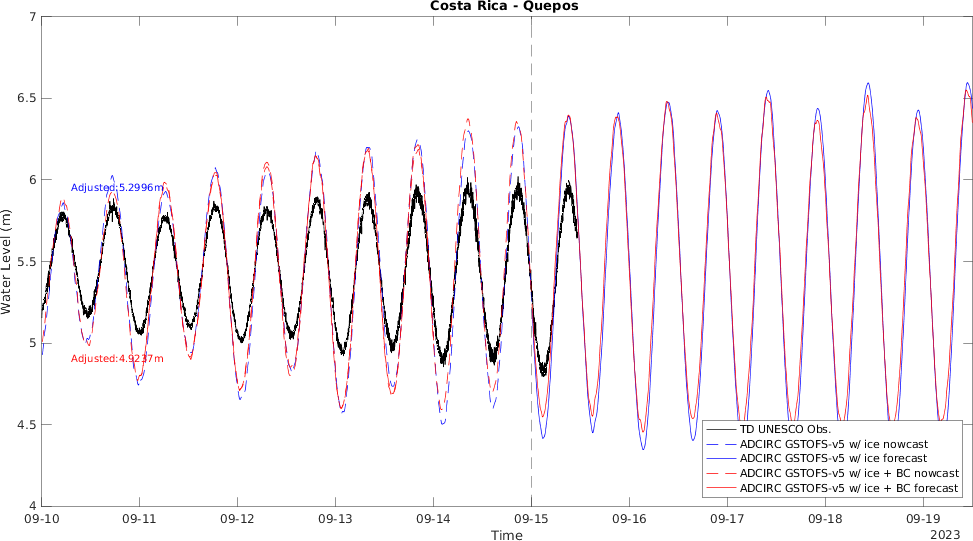 Costa Rica - Quepos
Water Level (m)
7
6.5
6
5.5
5
4.5
4
Adjusted:5.2996m
Adjusted:4.9217m
TD UNESCO Obs.
ADCIRC GSTOFS-v5 w/ ice nowcast
ADCIRC GSTOFS-v5 w/ ice forecast
ADCIRC GSTOFS-v5 w/ ice + BC nowcast
ADCIRC GSTOFS-v5 w/ ice + BC forecast
09-10 09-11 09-12 09-13 09-14 09-15 09-16 09-17 09-18 09-19
Time
2023